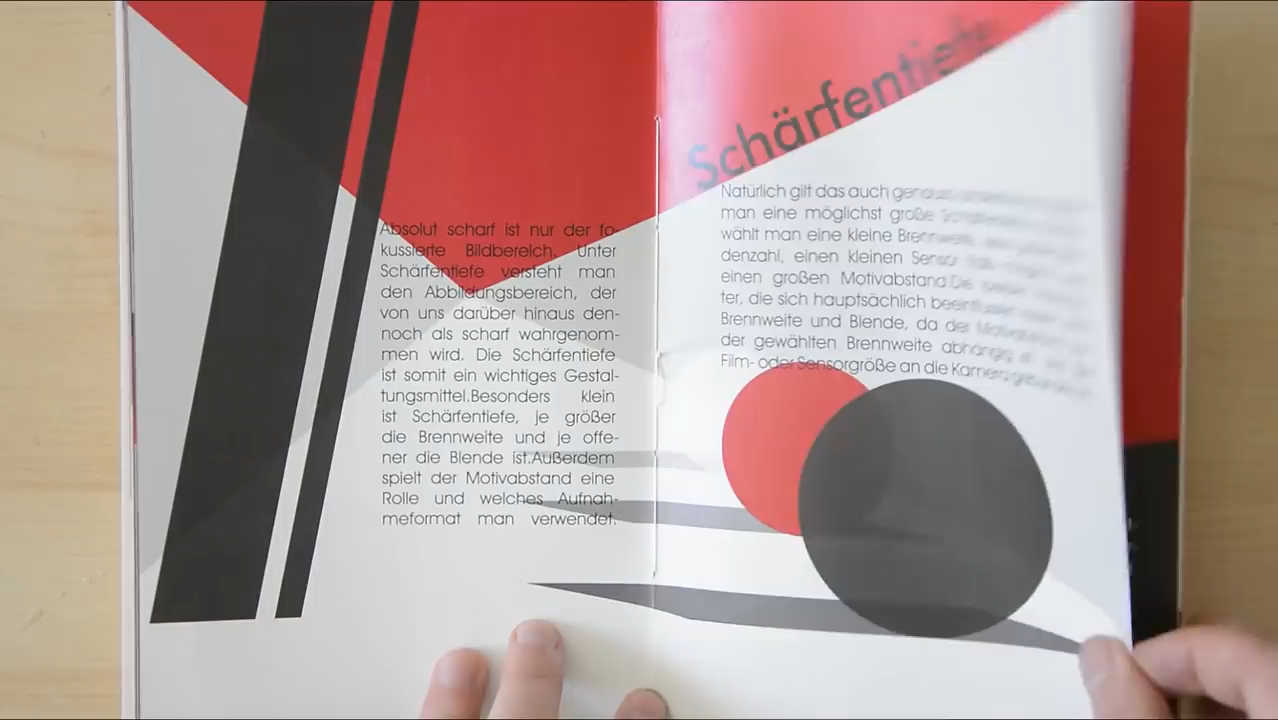 Absolut scharf ist nur der fo-
kussierte Bildbereich. Unter
Schärfentiefe versteht man
den Abbildungsbereich, der
von uns darüber hinaus den-
noch als scharf wahrgenom-
men wird. Die Schärfentiefe
ist somit ein wichtiges Gestal-
tungsmittel.Besonders klein
ist Schärfentiefe, je größer
die Brennweite und je offe-
ner die Blende ist.Außerdem
spielt der Motivabstand eine
Rolle und welches Aufnah-
meformat man verwendet.
Schärfentiefe
Natürlich gilt das auch genauso
man eine möglichst große
wählt man eine kleine Brennweite,
denzahl, einen kleinen Sensor
einen großen Motivabstand.Die
ter, die sich hauptsächlich beeinflussen
Brennweite und Blende, da der
der gewählten Brennweite abhängig
Film- oder Sensorgröße an die Kamera